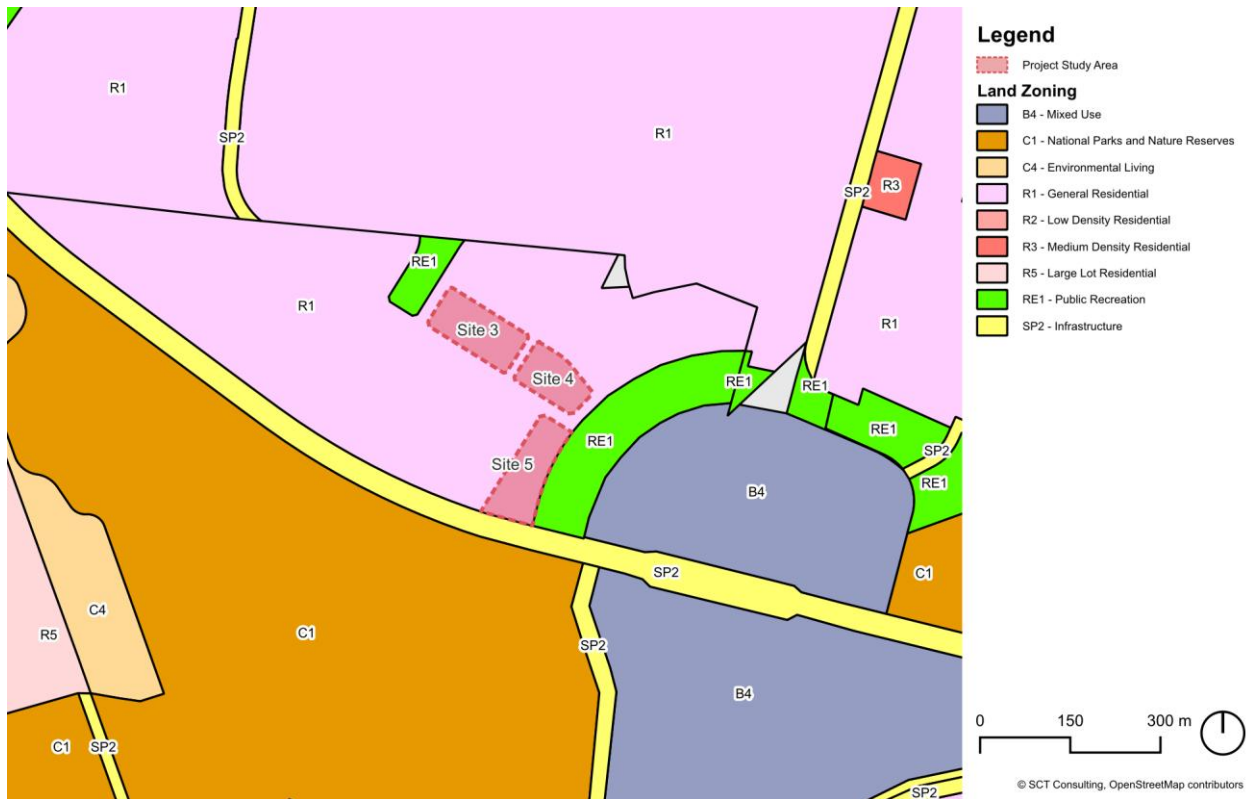 R1
SP2
R1
SP2
R3
RE1
R1
Site 3
R1
Site 4
RE1
RE1
RE1
RE1
SP2
Site 5
RE1
B4
SP2
C1
C4
R5
C1
SP2
B4
C1
SP2
SP2
Legend
Project Study Area
Land Zoning
B4 - Mixed Use
C1 - National Parks and Nature Reserves
C4 - Environmental Living
R1 - General Residential
R2 - Low Density Residential
R3 - Medium Density Residential
R5 - Large Lot Residential
RE1 - Public Recreation
SP2 - Infrastructure
0 150 300 m
© SCT Consulting, OpenStreetMap contributors